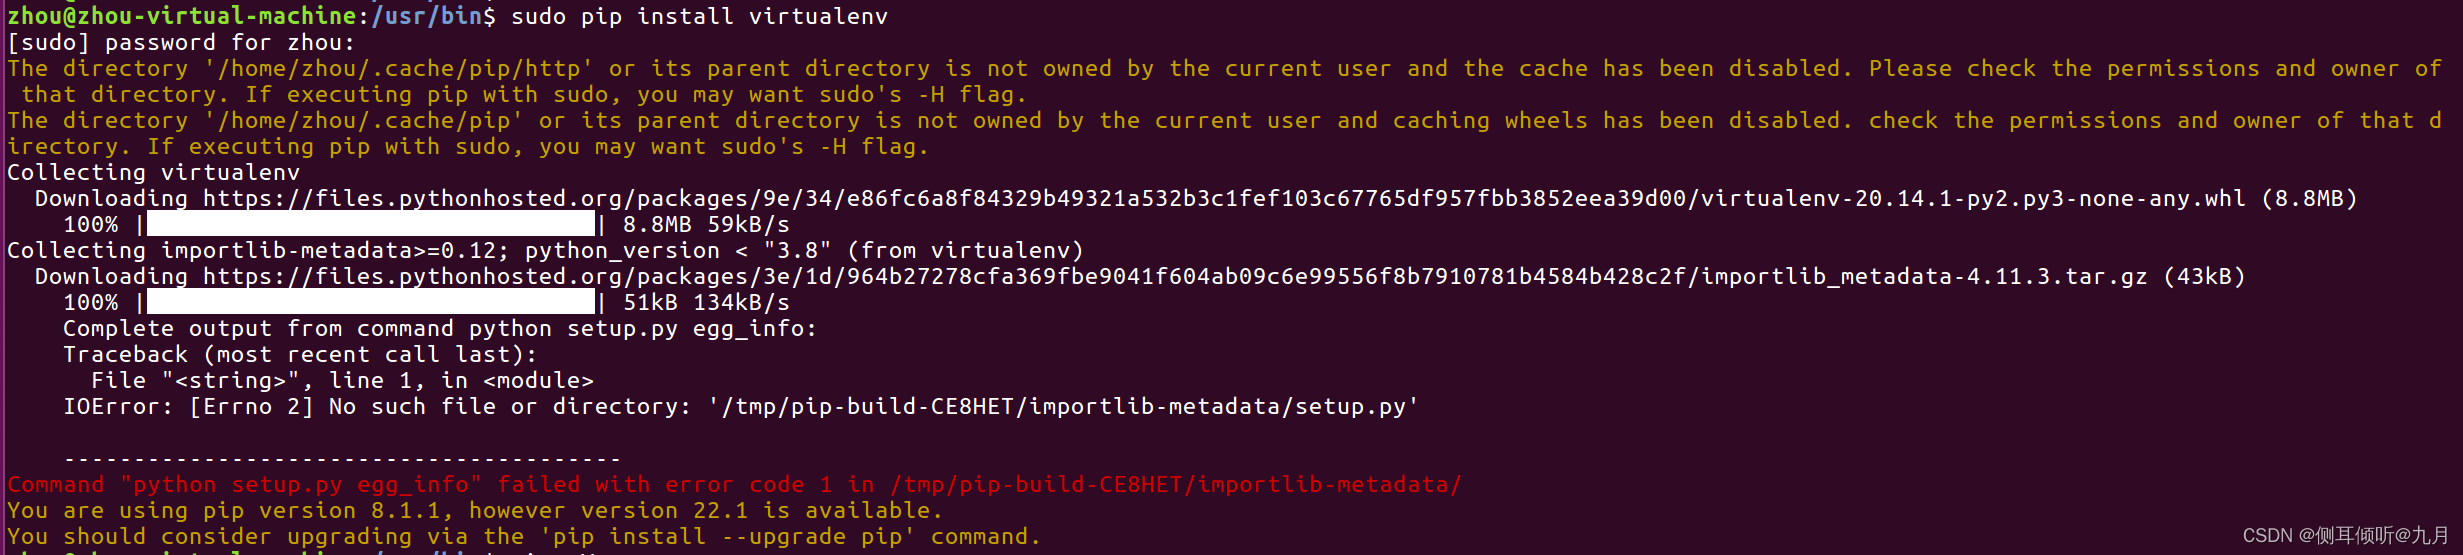 zhou@zhou-virtual-machine:/usr/bin$ sudo pip install virtualenv
[sudo] password for zhou:
The directory '/home/zhou/.cache/pip/http' or its parent directory is not owned by the current user and the cache has been disabled. Please check the permissions and owner of
 that directory. If executing pip with sudo, you may want sudo's -H flag.
The directory '/home/zhou/.cache/pip' or its parent directory is not owned by the current user and caching wheels has been disabled. check the permissions and owner of that d
irectory. If executing pip with sudo, you may want sudo's -H flag.
Collecting virtualenv
  Downloading https://files.pythonhosted.org/packages/9e/34/e86fc6a8f84329b49321a532b3c1fef103c67765df957fbb3852eea39d00/virtualenv-20.14.1-py2.py3-none-any.whl (8.8MB)
    100% |                                | 8.8MB 59kB/s
Collecting importlib-metadata>=0.12; python_version < "3.8" (from virtualenv)
  Downloading https://files.pythonhosted.org/packages/3e/1d/964b27278cfa369fbe9041f604ab09c6e99556f8b7910781b4584b428c2f/importlib_metadata-4.11.3.tar.gz (43kB)
    100% |                                | 51kB 134kB/s
    Complete output from command python setup.py egg_info:
    Traceback (most recent call last):
      File "<string>", line 1, in <module>
    IOError: [Errno 2] No such file or directory: '/tmp/pip-build-CE8HET/importlib-metadata/setup.py'
    ----------------------------------------
Command "python setup.py egg_info" failed with error code 1 in /tmp/pip-build-CE8HET/importlib-metadata/
You are using pip version 8.1.1, however version 22.1 is available.
You should consider upgrading via the 'pip install --upgrade pip' command.
CSDN @侧耳倾听@九月